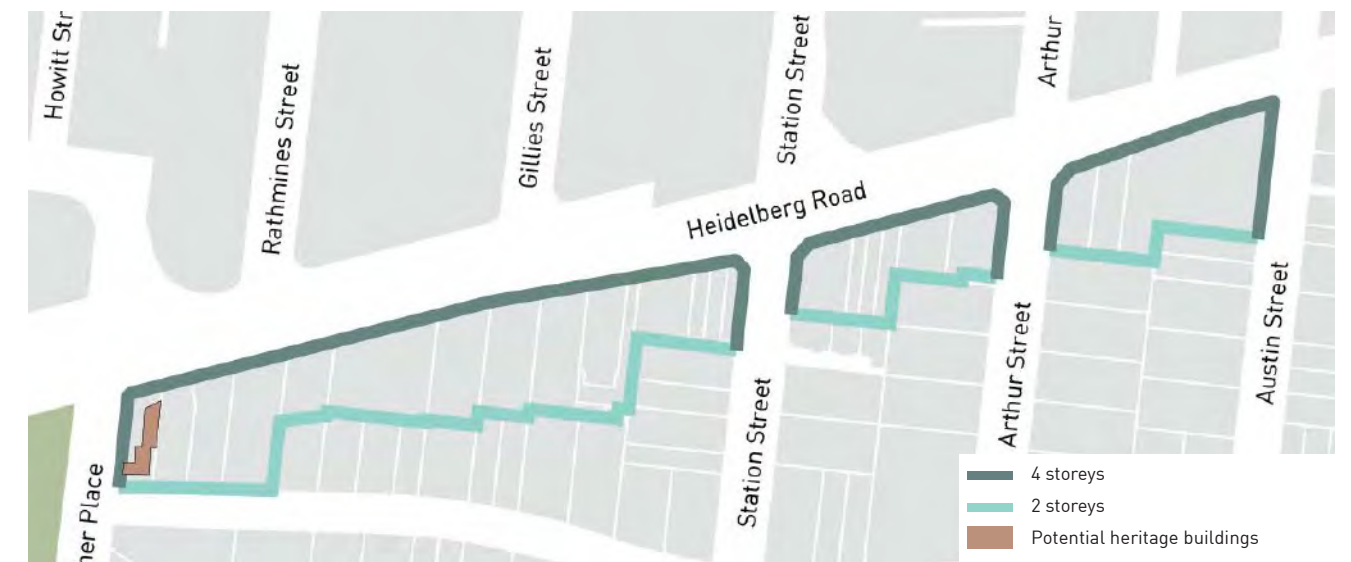 Howitt Str
Rathmines Street
Gillies Street
Station Street
Arthur
Heidelberg Road
ner Place
Station Street
Arthur Street
Austin Street
4 storeys
2 storeys
Potential heritage buildings